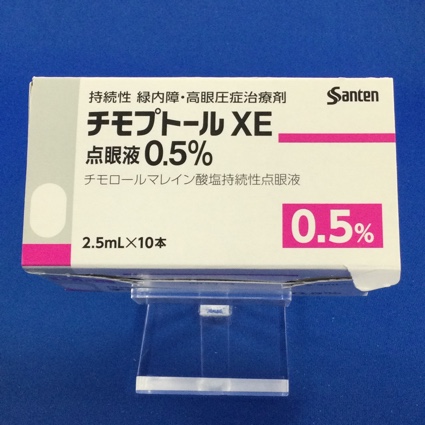 持続性 緑内障・高眼圧症治療剤
Santen
チモプトール XE
点眼液 0.5%
チモロールマレイン酸塩持続性点眼液
2.5mL×10本
0.5%